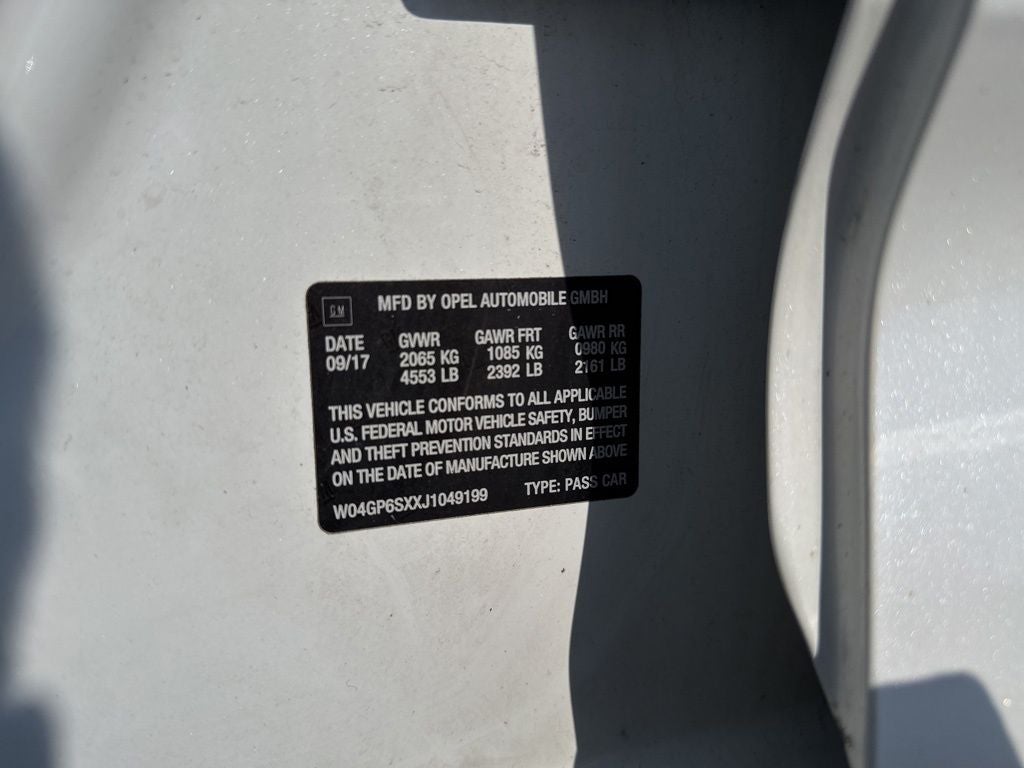 GM MFD BY OPEL AUTOMOBILE GMBH
DATE GVWR GAWR FRT GAWR RR
09/17 2065 KG 1085 KG 0980 KG
4553 LB 2392 LB 2161 LB
THIS VEHICLE CONFORMS TO ALL APPLICABLE
U.S. FEDERAL MOTOR VEHICLE SAFETY, BUMPER
AND THEFT PREVENTION STANDARDS IN EFFECT
ON THE DATE OF MANUFACTURE SHOWN ABOVE
W04GP6SXXJ1049199 TYPE: PASS CAR